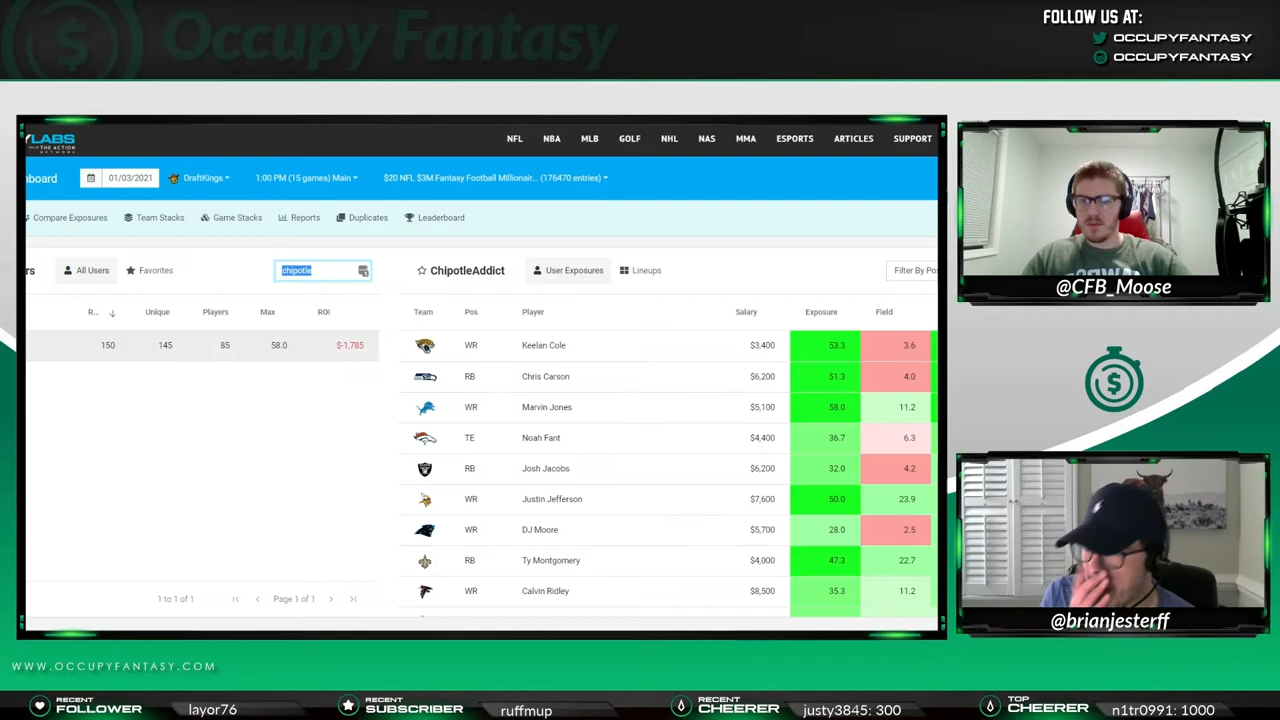 Occupy Fantasy
FOLLOW US AT:
OCCUPYFANTASY
OCCUPYFANTASY
LABS
THE ACTION
NETWORK
NFL NBA MLB GOLF NHL NAS MMA ESPORTS ARTICLES SUPPORT
board 01/03/2021 DraftKings 1:00 PM (15 games) Main $20 NFL $3M Fantasy Football Millionair... (176470 entries)
Compare Exposures Team Stacks Game Stacks Reports Duplicates Leaderboard
rs All Users Favorites chipotle ChipotleAddict User Exposures Lineups Filter By Po
R... Unique Players Max ROI
150 145 85 58.0 $-1,785
1 to 1 of 1 Page 1 of 1
Team Pos Player Salary Exposure Field
WR Keelan Cole $3,400 53.3 3.6
RB Chris Carson $6,200 51.3 4.0
WR Marvin Jones $5,100 58.0 11.2
TE Noah Fant $4,400 36.7 6.3
RB Josh Jacobs $6,200 32.0 4.2
WR Justin Jefferson $7,600 50.0 23.9
WR DJ Moore $5,700 28.0 2.5
RB Ty Montgomery $4,000 47.3 22.7
WR Calvin Ridley $8,500 35.3 11.2
@CFB_Moose
@brianjesterff
WWW.OCCUPYFANTASY.COM
RECENT FOLLOWER layor76
RECENT SUBSCRIBER ruffmup
RECENT CHEERER justy3845: 300
TOP CHEERER n1tr0991: 1000